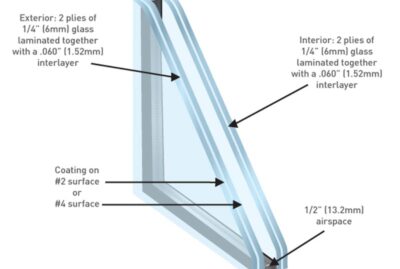 Exterior: 2 plies of
1/4" (6mm) glass
laminated together
with a .060" (1.52mm)
interlayer
Interior: 2 plies of
1/4" (6mm) glass
laminated together
with a .060" (1.52mm)
interlayer
Coating on
#2 surface
or
#4 surface
1/2" (13.2mm)
airspace